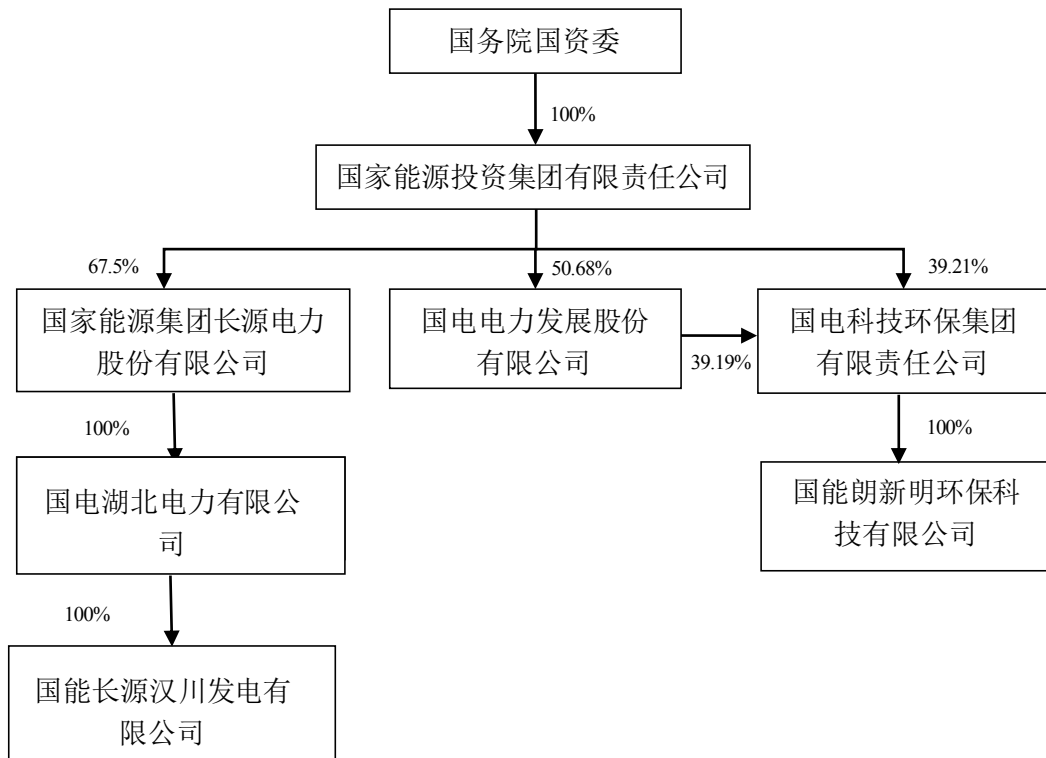 国务院国资委
100%
国家能源投资集团有限责任公司
67.5%
50.68%
39.21%
国家能源集团长源电力
股份有限公司
国电电力发展股份
有限公司
39.19%
国电科技环保集团
有限责任公司
100%
100%
国电湖北电力有限公
司
国能朗新明环保科
技有限公司
100%
国能长源汉川发电有
限公司